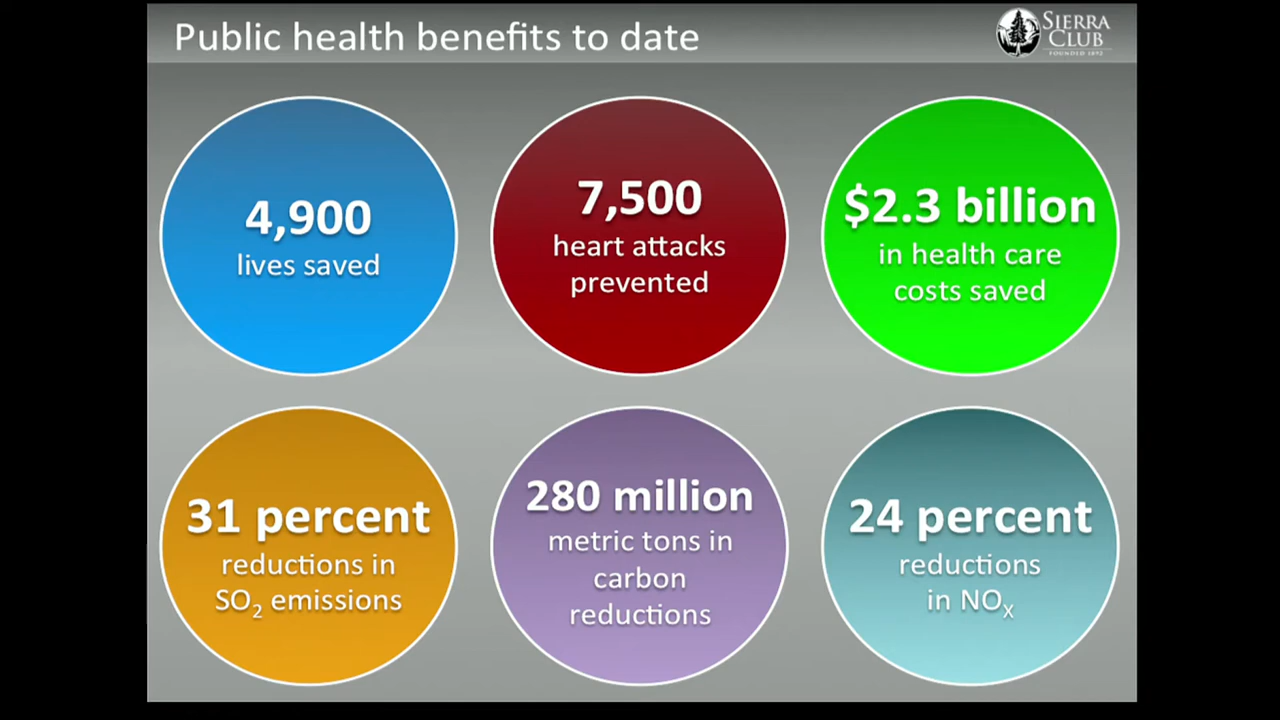 Public health benefits to date
SIERRA
CLUB
FOUNDED 1892
4,900
lives saved
7,500
heart attacks
prevented
$2.3 billion
in health care
costs saved
31 percent
reductions in
SO₂ emissions
280 million
metric tons in
carbon
reductions
24 percent
reductions
in NOₓ